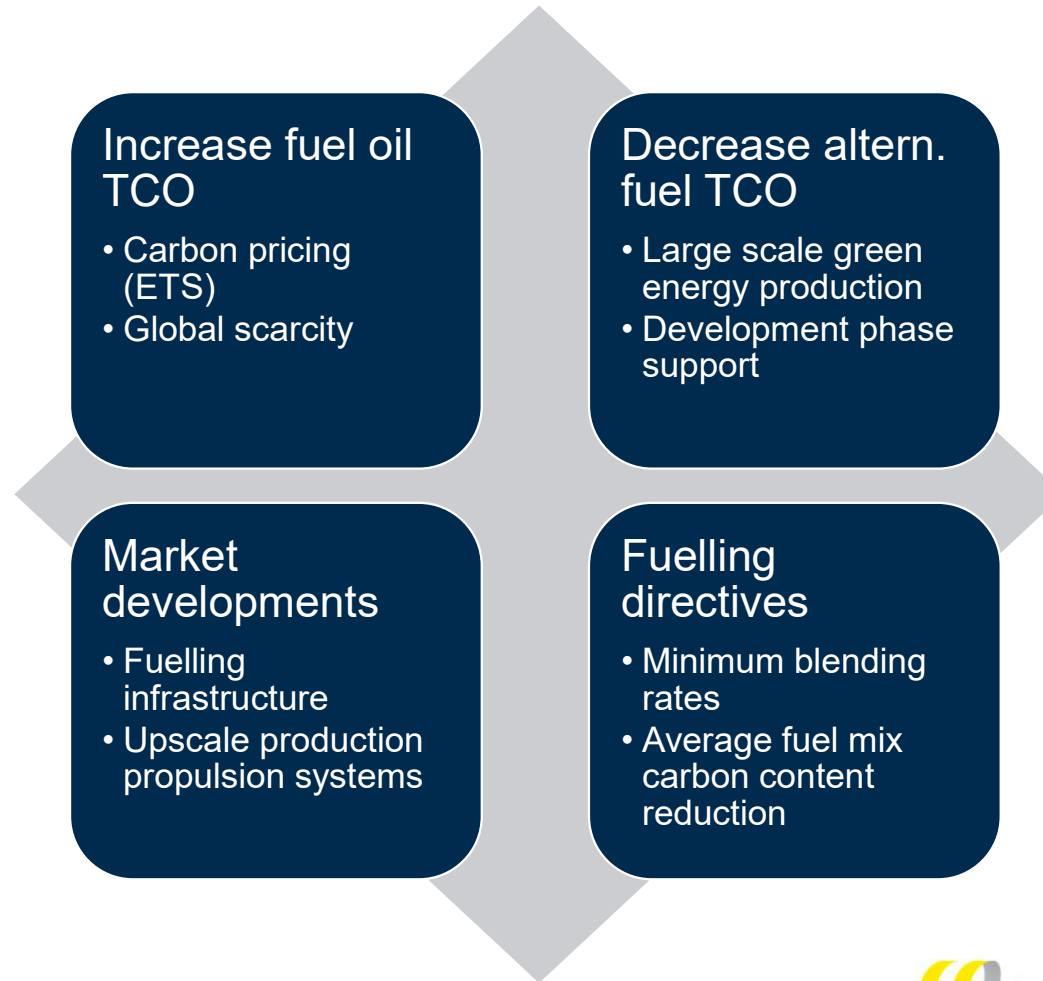 Increase fuel oil
TCO
• Carbon pricing
(ETS)
• Global scarcity
Decrease altern.
fuel TCO
• Large scale green
energy production
• Development phase
support
Market
developments
• Fuelling
infrastructure
• Upscale production
propulsion systems
Fuelling
directives
• Minimum blending
rates
• Average fuel mix
carbon content
reduction